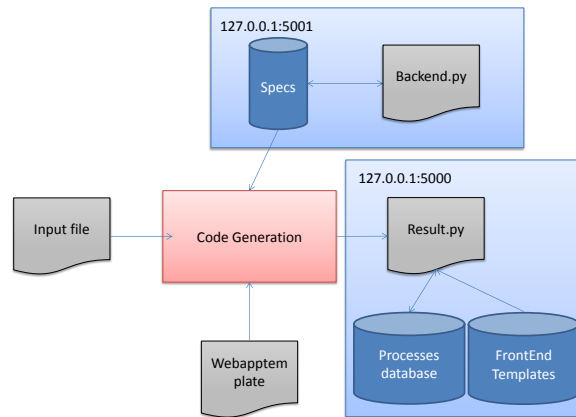 127.0.0.1:5001
Specs
Backend.py
127.0.0.1:5000
Input file
Code Generation
Result.py
Processes
database
FrontEnd
Templates
Webapptem
plate